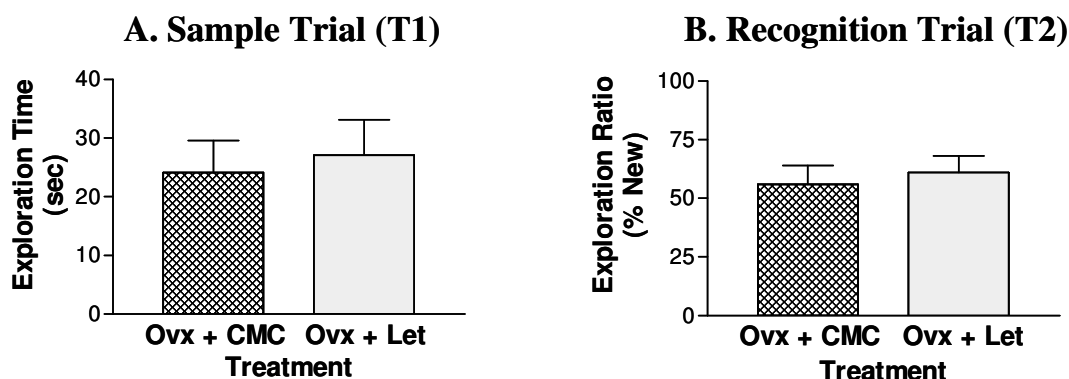 A. Sample Trial (T1)
Exploration Time
(sec)
40
30
20
10
0
Ovx + CMC Ovx + Let
Treatment
B. Recognition Trial (T2)
Exploration Ratio
(% New)
100
75
50
25
0
Ovx + CMC Ovx + Let
Treatment